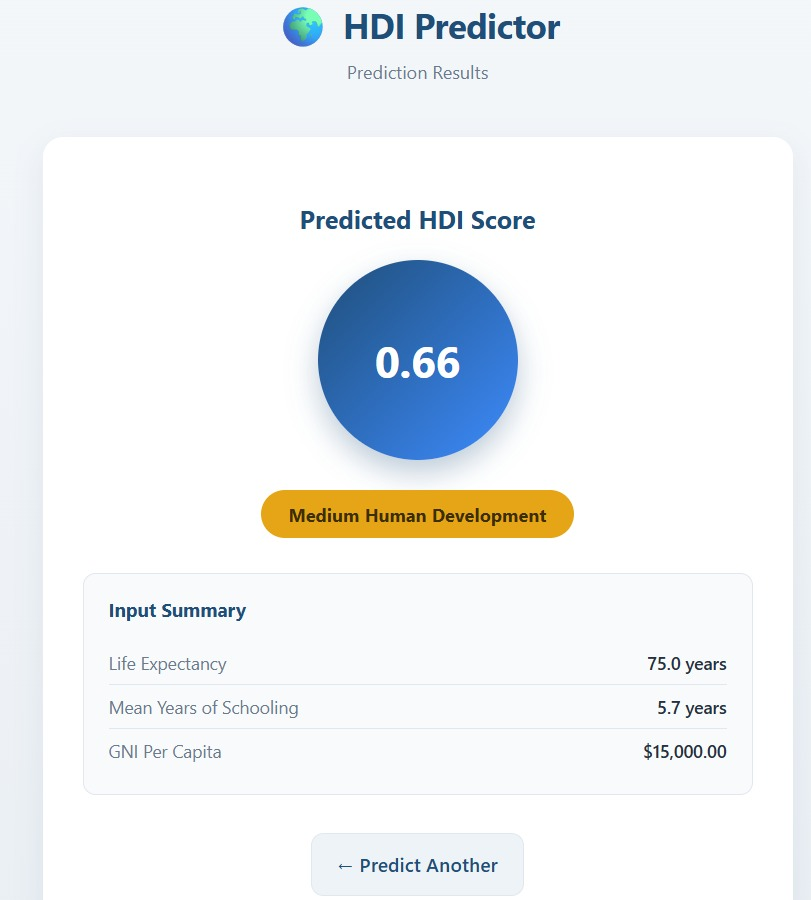 HDI Predictor
Prediction Results
Predicted HDI Score
0.66
Medium Human Development
Input Summary
Life Expectancy 75.0 years
Mean Years of Schooling 5.7 years
GNI Per Capita $15,000.00
← Predict Another